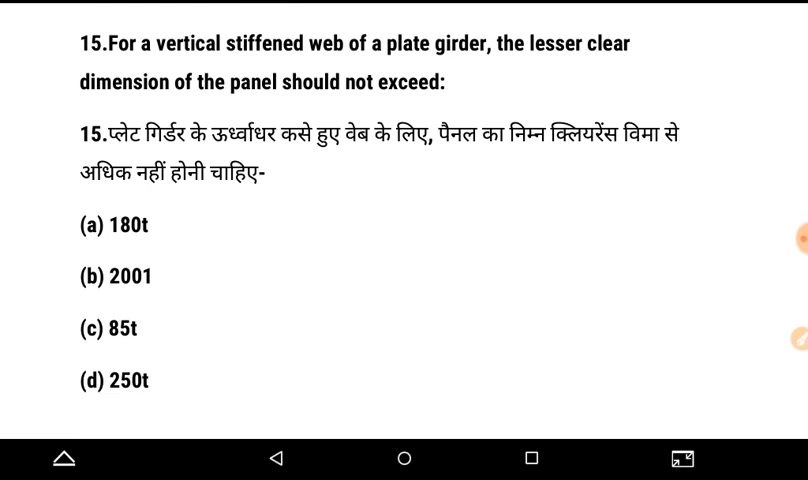 15.For a vertical stiffened web of a plate girder, the lesser clear
dimension of the panel should not exceed:
15.प्लेट गिर्डर के ऊर्ध्वाधर कसे हुए वेब के लिए, पैनल का निम्न क्लियरेंस विमा से
अधिक नहीं होनी चाहिए-
(a) 180t
(b) 2001
(c) 85t
(d) 250t